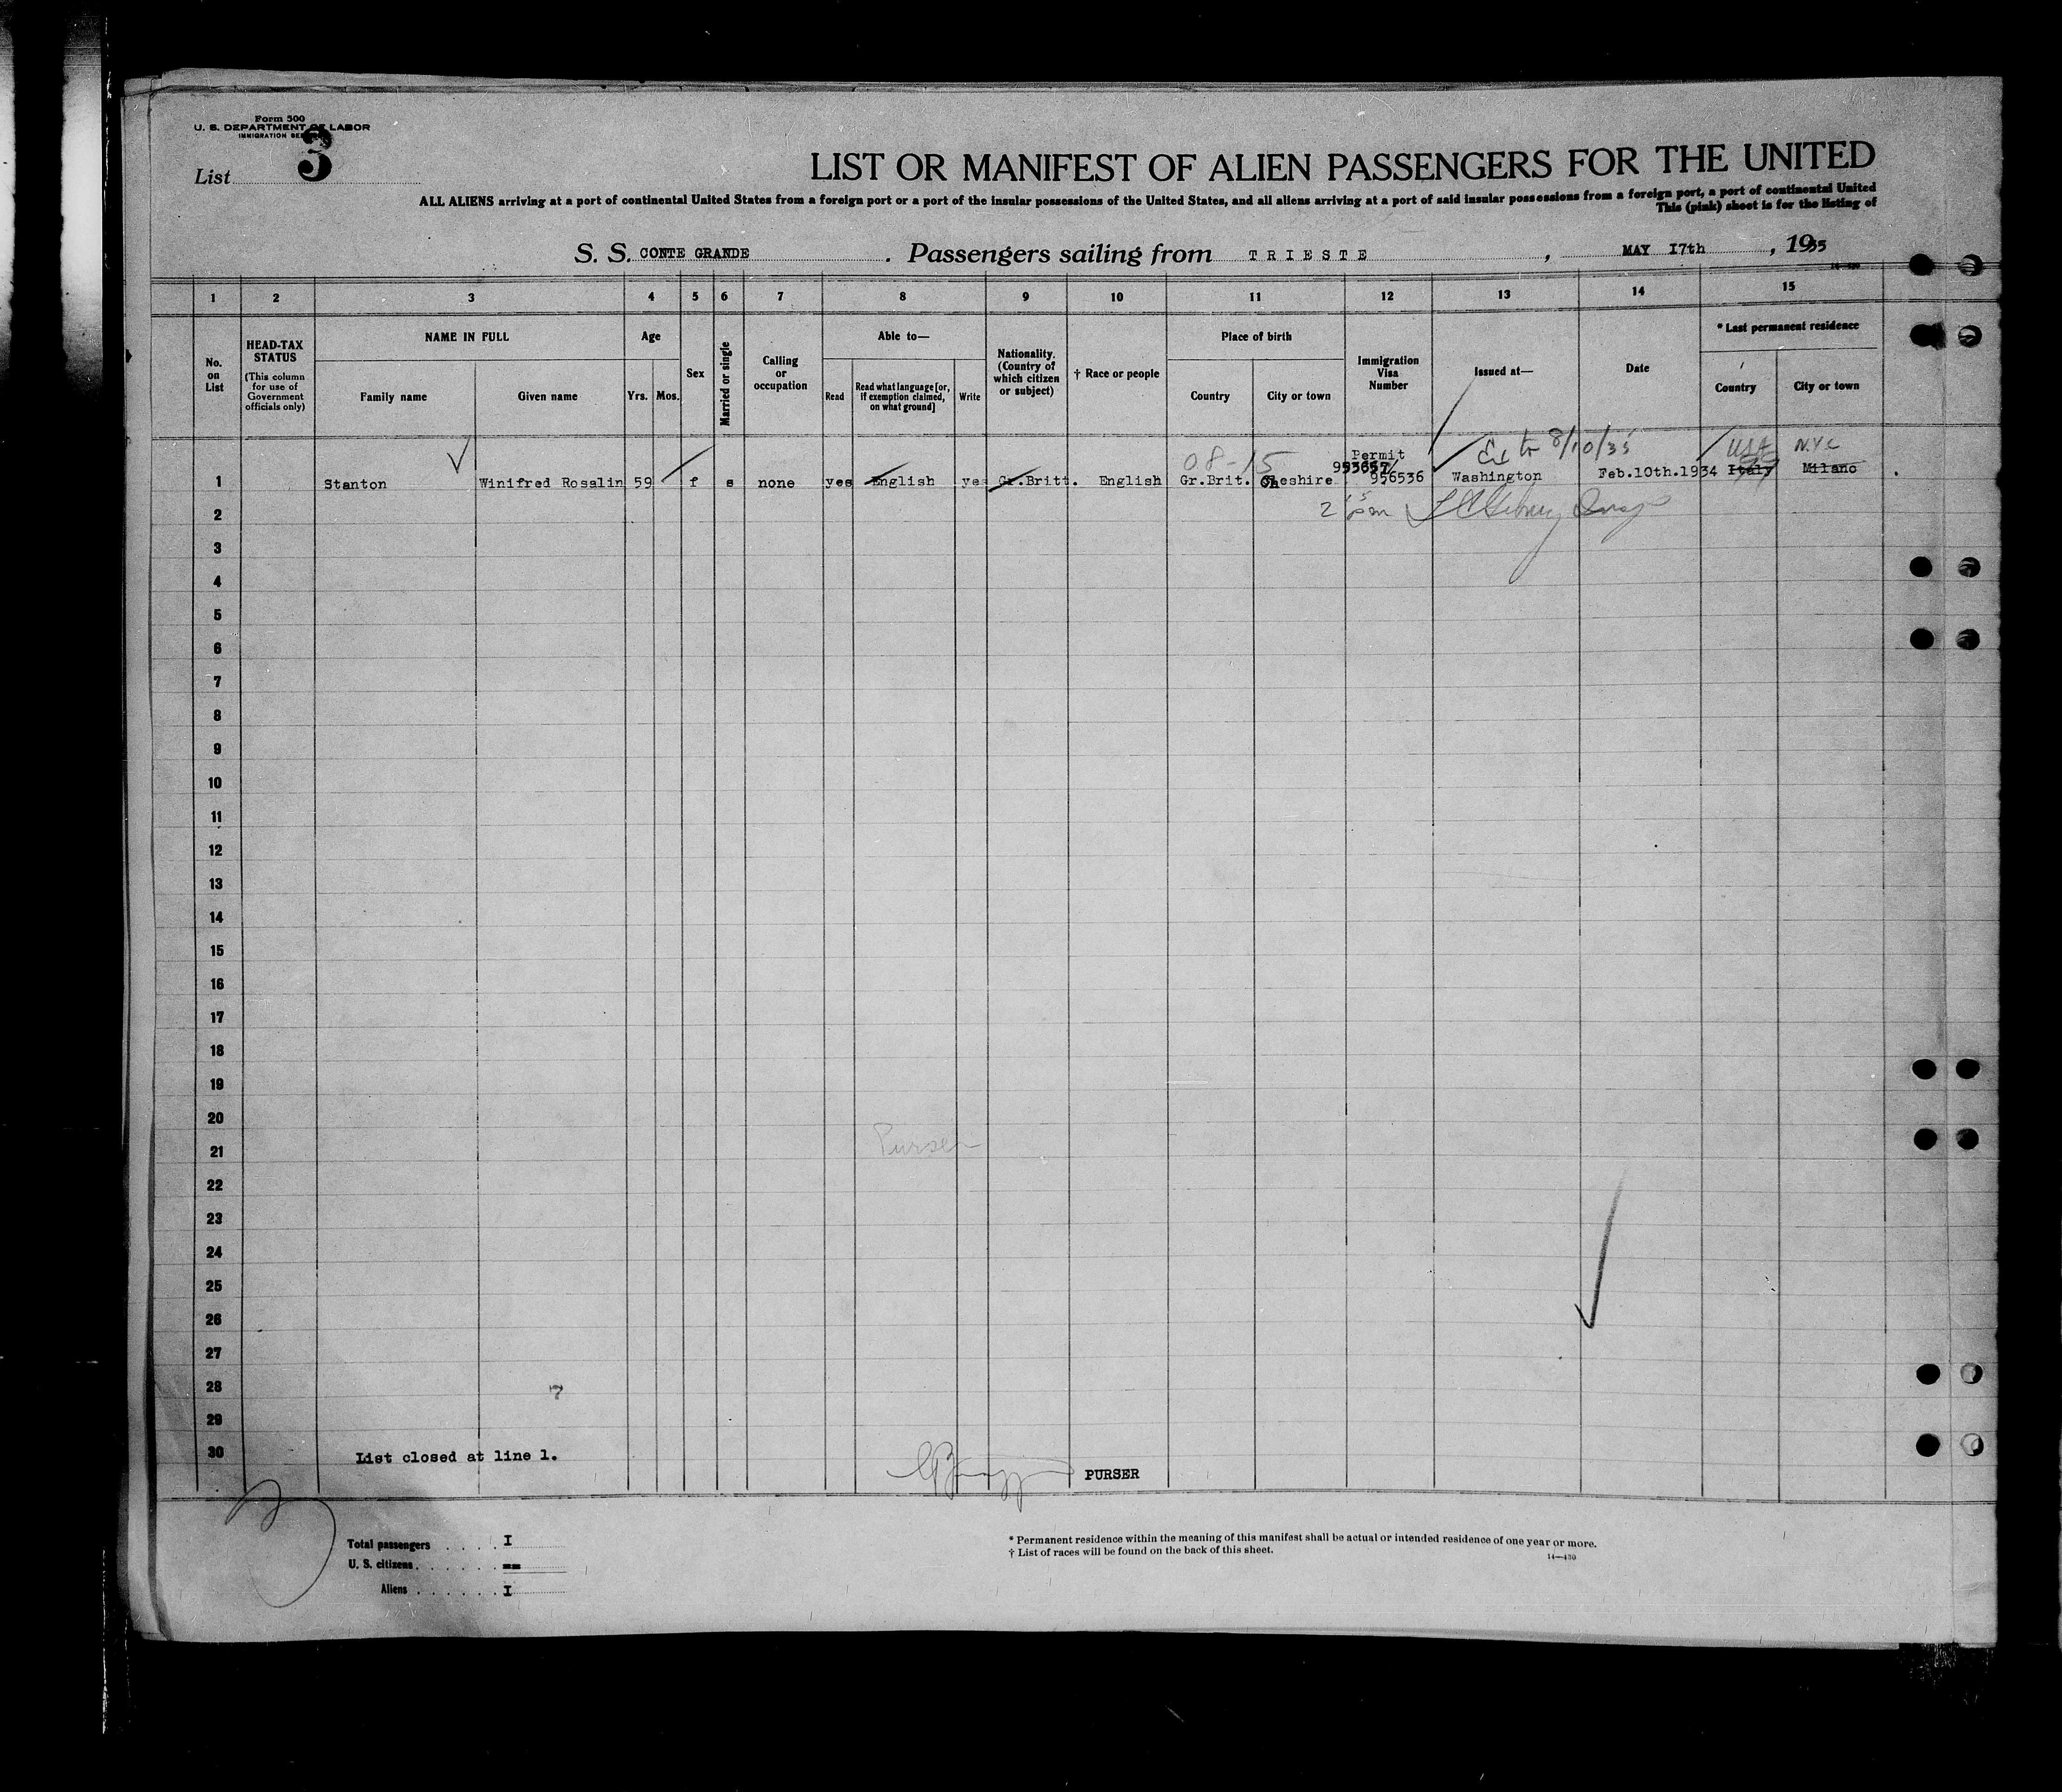 Form 500
U. S. DEPARTMENT OF LABOR
IMMIGRATION
List 3
LIST OR MANIFEST OF ALIEN PASSENGERS FOR THE UNITED
ALL ALIENS arriving at a port of continental United States from a foreign port or a port of the insular possessions of the United States, and all aliens arriving at a port of said insular possessions from a foreign port, a port of continental United
This (pink) sheet is for the listing of
S. S. CONTE GRANDE . Passengers sailing from TRIESTE , MAY 17th , 1935
1 2 3 4 5 6 7 8 9 10 11 12 13 14 15
No. on List
HEAD-TAX STATUS
(This column for use of Government officials only)
NAME IN FULL
Family name
Given name
Age
Yrs.
Mos.
Sex
Married or single
Calling or occupation
Able to—
Read
Read what language [or, if exemption claimed, on what ground]
Write
Nationality. (Country of which citizen or subject)
† Race or people
Place of birth
Country
City or town
Immigration Visa Number
Issued at—
Date
* Last permanent residence
Country
City or town
08-15 Permit to 8/10/35 USA N.Y.C
1 Stanton Winifred Rosalin 59 f s none yes English yes Gr.Britt. English Gr.Brit. Cheshire 956536 Washington Feb.10th.1934 Italy Milano
2
3
4
5
6
7
8
9
10
11
12
13
14
15
16
17
18
19
20
Purser
21
22
23
24
25
26
27
28 7
29
30 List closed at line 1.
PURSER
Total passengers . . . . . I
U. S. citizens . . . . . . --
Aliens . . . . . . I
* Permanent residence within the meaning of this manifest shall be actual or intended residence of one year or more.
† List of races will be found on the back of this sheet.
14—430